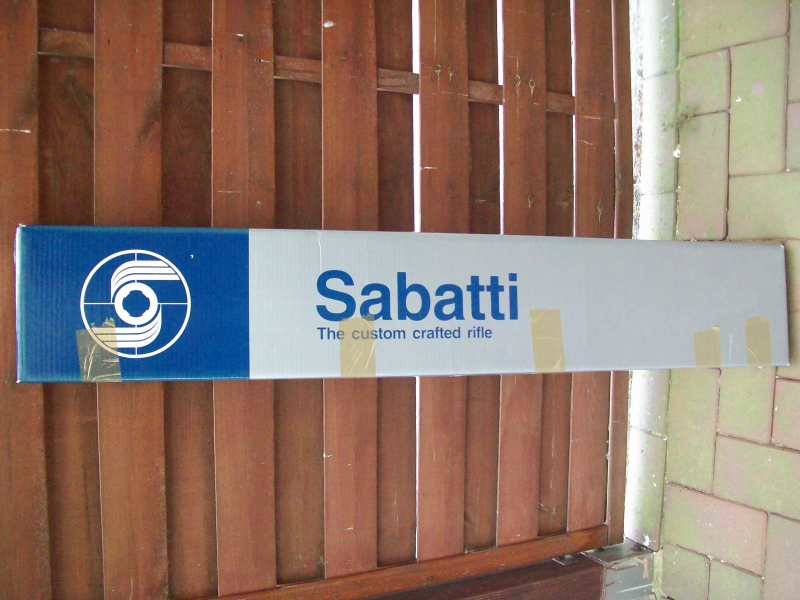 Sabatti
The custom crafted rifle